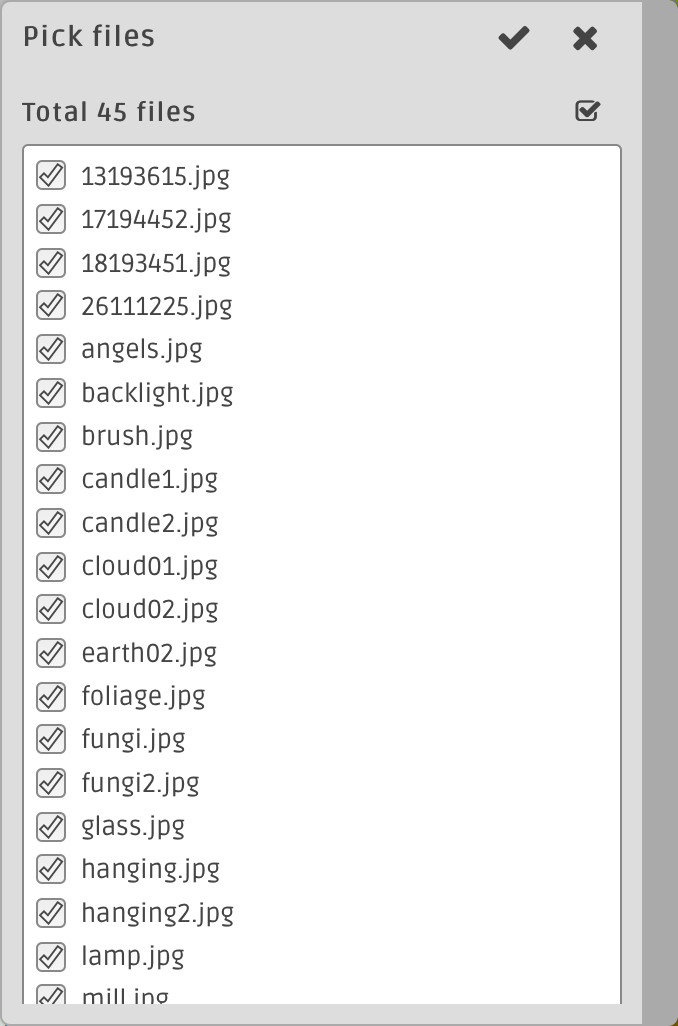 Pick files
Total 45 files
13193615.jpg
17194452.jpg
18193451.jpg
26111225.jpg
angels.jpg
backlight.jpg
brush.jpg
candle1.jpg
candle2.jpg
cloud01.jpg
cloud02.jpg
earth02.jpg
foliage.jpg
fungi.jpg
fungi2.jpg
glass.jpg
hanging.jpg
hanging2.jpg
lamp.jpg
mill.jpg